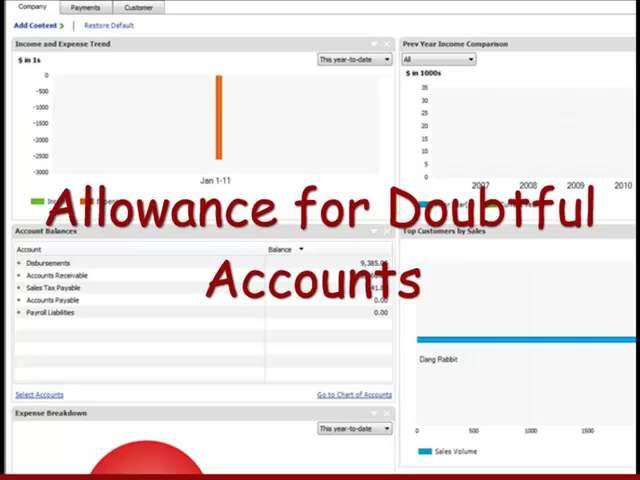 Company Payments Customer
Add Content > | Restore Default
Income and Expense Trend
$ in 1s
This year-to-date
0
-500
-1000
-1500
-2000
-2500
-3000
Jan 1-11
Prev Year Income Comparison
All
$ in 1000s
35
30
25
20
15
10
5
0
2007 2008 2009 2010
Allowance for Doubtful
Accounts
Account Balances
Account Balance
Disbursements 9,385.
Accounts Receivable
Sales Tax Payable
Accounts Payable 0.00
Payroll Liabilities 0.00
Select Accounts Go to Chart of Accounts
Top Customers by Sales
Dang Rabbit
0 500 1000 1500
Sales Volume
Expense Breakdown
This year-to-date